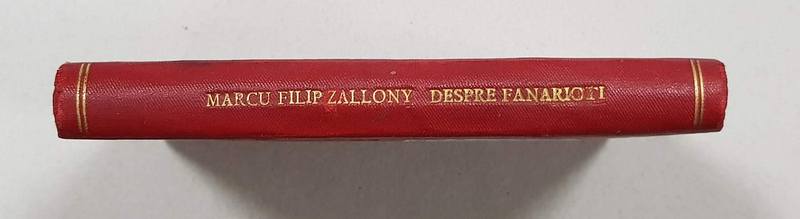 MARCU FILIP ZALLONY DESPRE FANARIOTI